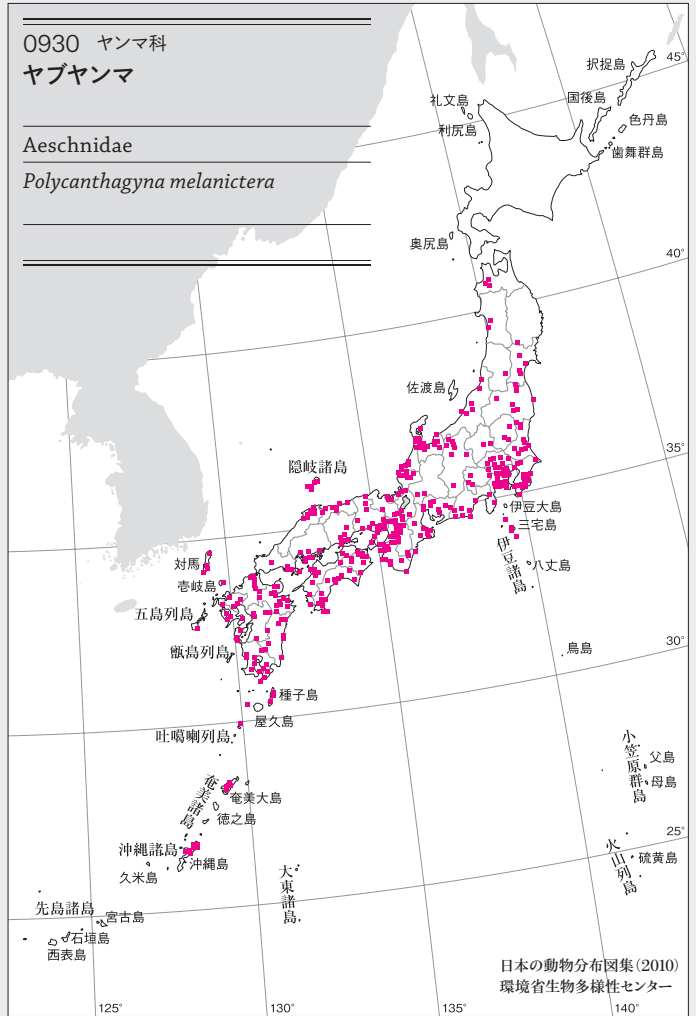 0930 ヤンマ科
ヤブヤンマ
Aeschnidae
Polycanthagyna melanictera
択捉島
45°
国後島
礼文島
色丹島
利尻島
歯舞群島
奥尻島
40°
佐渡島
35°
隠岐諸島
伊豆大島
三宅島
伊豆諸島
八丈島
対馬
壱岐島
五島列島
甑島列島
鳥島
30°
種子島
屋久島
吐噶喇列島
小笠原群島
父島
母島
奄美諸島
奄美大島
徳之島
25°
沖縄諸島
沖縄島
久米島
火山列島
硫黄島
大東諸島
先島諸島
宮古島
石垣島
西表島
日本の動物分布図集(2010)
環境省生物多様性センター
125°
130°
135°
140°